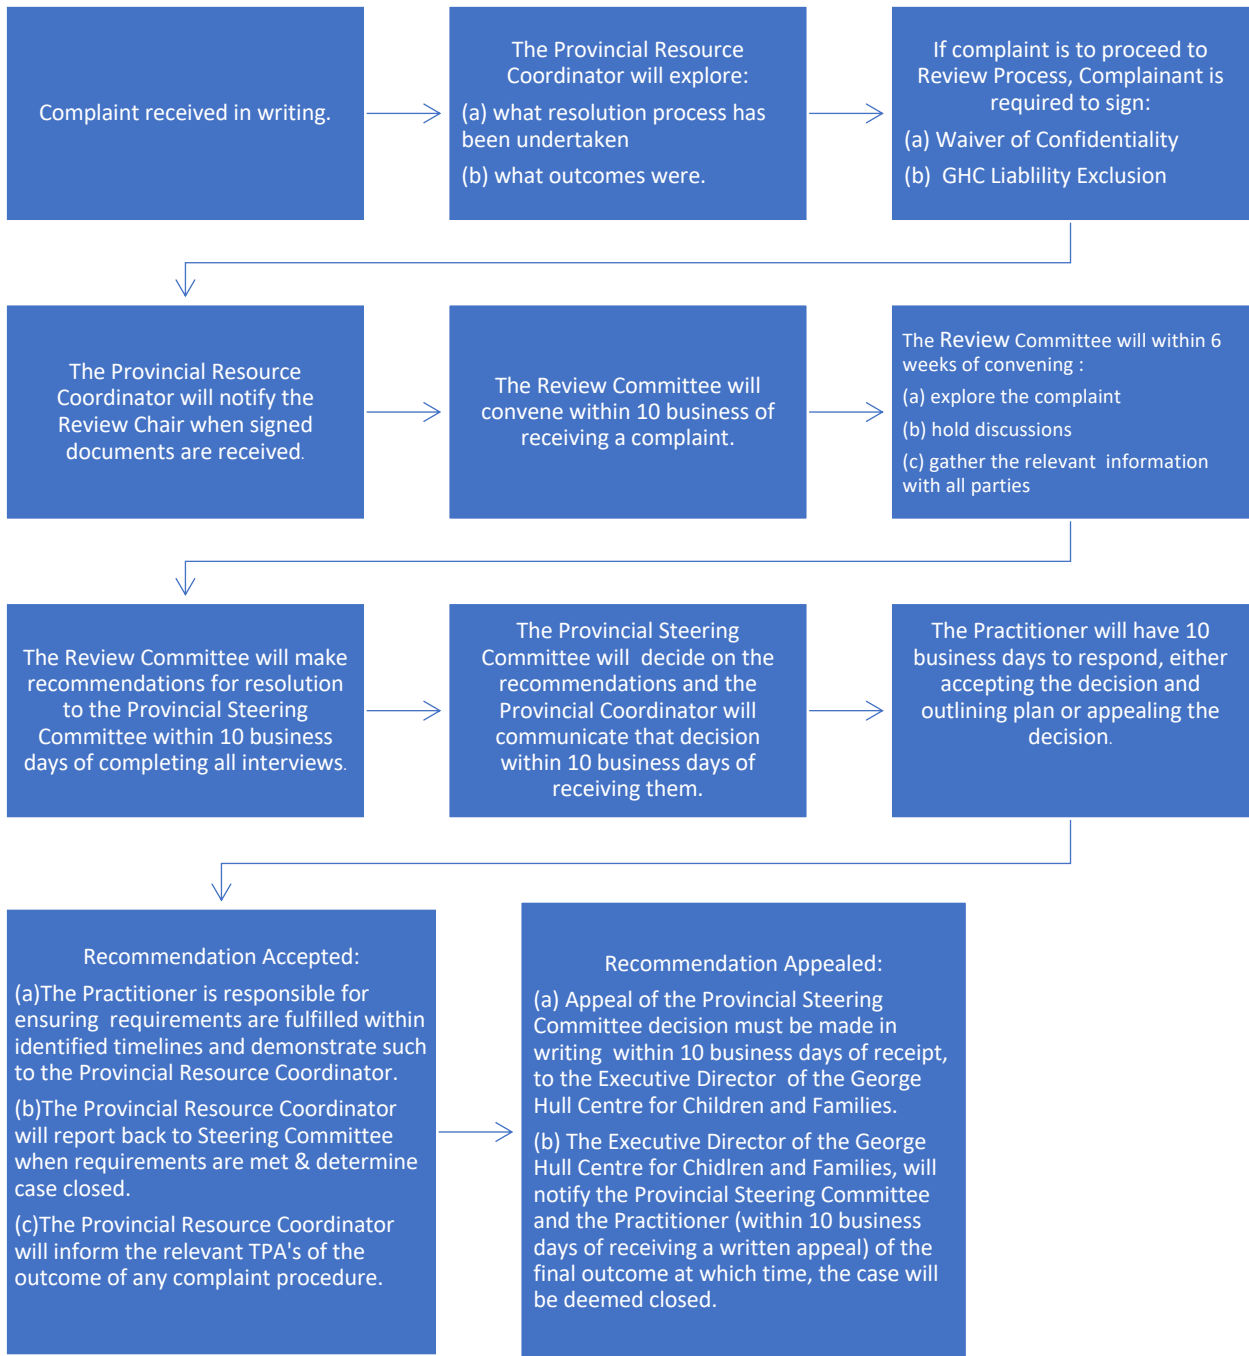 Complaint received in writing.
The Provincial Resource
Coordinator will explore:
(a) what resolution process has
been undertaken
(b) what outcomes were.
If complaint is to proceed to
Review Process, Complainant is
required to sign:
(a) Waiver of Confidentiality
(b) GHC Liablility Exclusion
The Provincial Resource
Coordinator will notify the
Review Chair when signed
documents are received.
The Review Committee will
convene within 10 business of
receiving a complaint.
The Review Committee will within 6
weeks of convening :
(a) explore the complaint
(b) hold discussions
(c) gather the relevant information
with all parties
The Review Committee will make
recommendations for resolution
to the Provincial Steering
Committee within 10 business
days of completing all interviews.
The Provincial Steering
Committee will decide on the
recommendations and the
Provincial Coordinator will
communicate that decision
within 10 business days of
receiving them.
The Practitioner will have 10
business days to respond, either
accepting the decision and
outlining plan or appealing the
decision.
Recommendation Accepted:
(a)The Practitioner is responsible for
ensuring requirements are fulfilled within
identified timelines and demonstrate such
to the Provincial Resource Coordinator.
(b)The Provincial Resource Coordinator
will report back to Steering Committee
when requirements are met & determine
case closed.
(c)The Provincial Resource Coordinator
will inform the relevant TPA's of the
outcome of any complaint procedure.
Recommendation Appealed:
(a) Appeal of the Provincial Steering
Committee decision must be made in
writing within 10 business days of receipt,
to the Executive Director of the George
Hull Centre for Children and Families.
(b) The Executive Director of the George
Hull Centre for Chidlren and Families, will
notify the Provincial Steering Committee
and the Practitioner (within 10 business
days of receiving a written appeal) of the
final outcome at which time, the case will
be deemed closed.